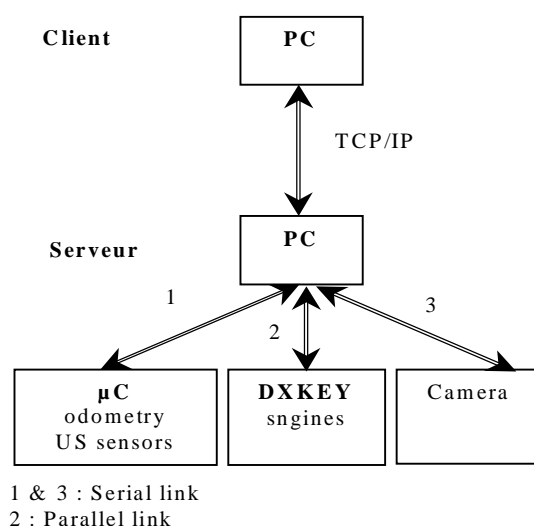 Client PC
TCP/IP
PC
Serveur
1
2
3
µC DXKEY Camera
odometry sngines
US sensors
1 & 3 : Serial link
2 : Parallel link